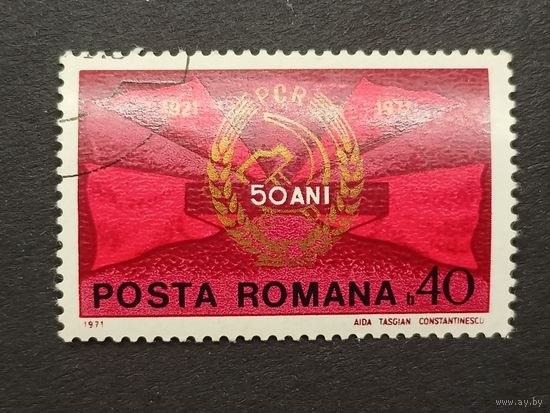 PCR
1921 1971
50 ANI
POSTA ROMANA b 40
1971 AIDA TASGIAN CONSTANTINESCU
www.ay.by